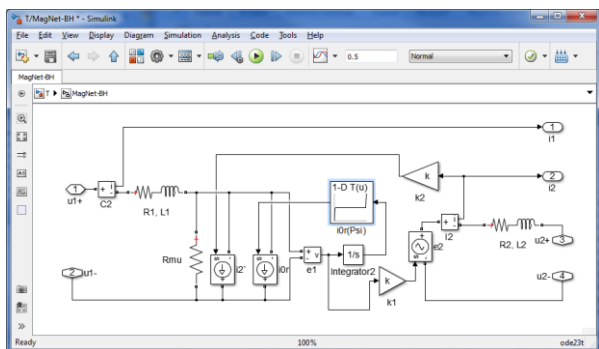 T/MagNet-BH * - Simulink
File Edit View Display Diagram Simulation Analysis Code Tools Help
0.5 Normal
MagNet-BH
T MagNet-BH
1 i1
k k2
2 i2
1-D T(u)
i0r(Psi)
1 u1+
+ i - C2
R1, L1
+ i - I2
R2, L2
u2+ 3
e2
Rmu
i2' i0r
+ - v e1
1/s
Integrator2
k k1
2 u1-
u2- 4
Ready 100% ode23t